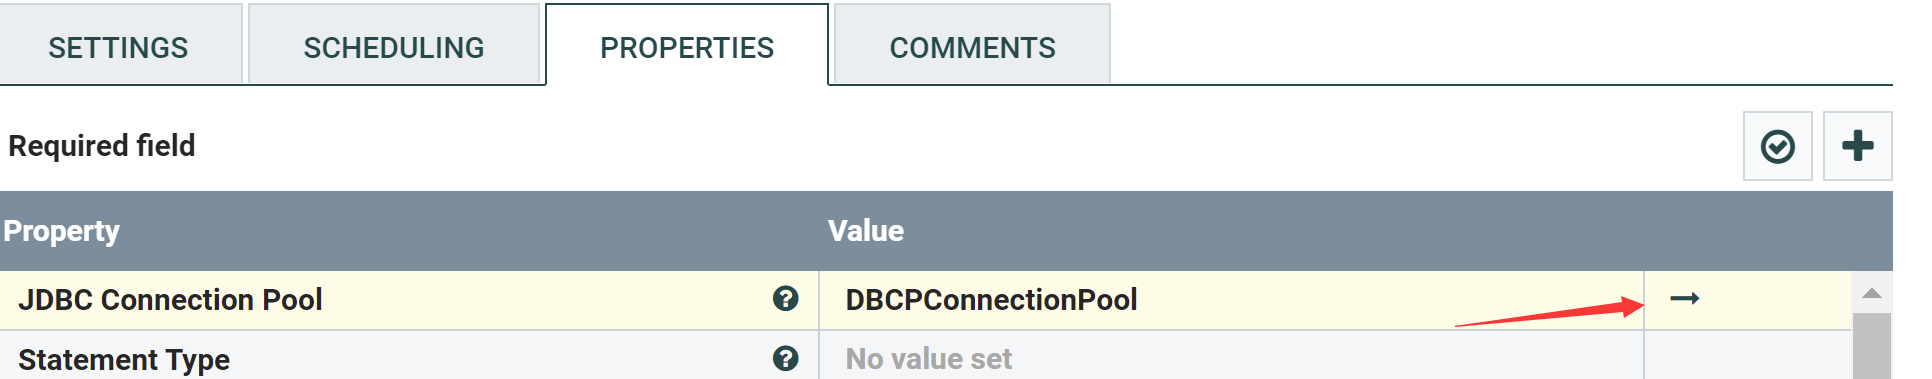 SETTINGS SCHEDULING PROPERTIES COMMENTS
Required field
Property Value
JDBC Connection Pool DBCPConnectionPool
Statement Type No value set